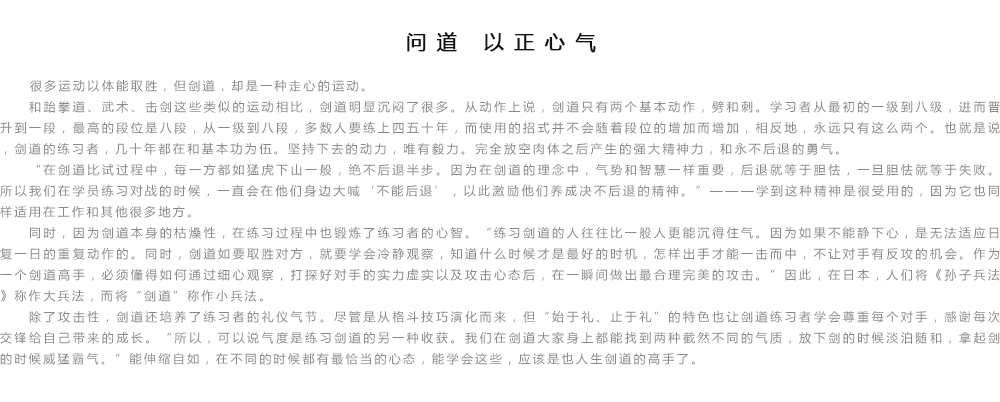 问道 以正心气
很多运动以体能取胜，但剑道，却是一种走心的运动。
和跆拳道、武术、击剑这些类似的运动相比，剑道明显沉闷了很多。从动作上说，剑道只有两个基本动作，劈和刺。学习者从最初的一级到八级，进而晋
升到一段，最高的段位是八段，从一级到八段，多数人要练上四五十年，而使用的招式并不会随着段位的增加而增加，相反地，永远只有这么两个。也就是说
，剑道的练习者，几十年都在和基本功为伍。坚持下去的动力，唯有毅力。完全放空肉体之后产生的强大精神力，和永不后退的勇气。
“在剑道比试过程中，每一方都如猛虎下山一般，绝不后退半步。因为在剑道的理念中，气势和智慧一样重要，后退就等于胆怯，一旦胆怯就等于失败。
所以我们在学员练习对战的时候，一直会在他们身边大喊‘不能后退’，以此激励他们养成决不后退的精神。”———学到这种精神是很受用的，因为它也同
样适用在工作和其他很多地方。
同时，因为剑道本身的枯燥性，在练习过程中也锻炼了练习者的心智。“练习剑道的人往往比一般人更能沉得住气。因为如果不能静下心，是无法适应日
复一日的重复动作的。同时，剑道如要取胜对方，就要学会冷静观察，知道什么时候才是最好的时机，怎样出手才能一击而中，不让对手有反攻的机会。作为
一个剑道高手，必须懂得如何通过细心观察，打探好对手的实力虚实以及攻击心态后，在一瞬间做出最合理完美的攻击。”因此，在日本，人们将《孙子兵法
》称作大兵法，而将“剑道”称作小兵法。
除了攻击性，剑道还培养了练习者的礼仪气节。尽管是从格斗技巧演化而来，但“始于礼、止于礼”的特色也让剑道练习者学会尊重每个对手，感谢每次
交锋给自己带来的成长。“所以，可以说气度是练习剑道的另一种收获。我们在剑道大家身上都能找到两种截然不同的气质，放下剑的时候淡泊随和，拿起剑
的时候威猛霸气。”能伸缩自如，在不同的时候都有最恰当的心态，能学会这些，应该是也人生剑道的高手了。